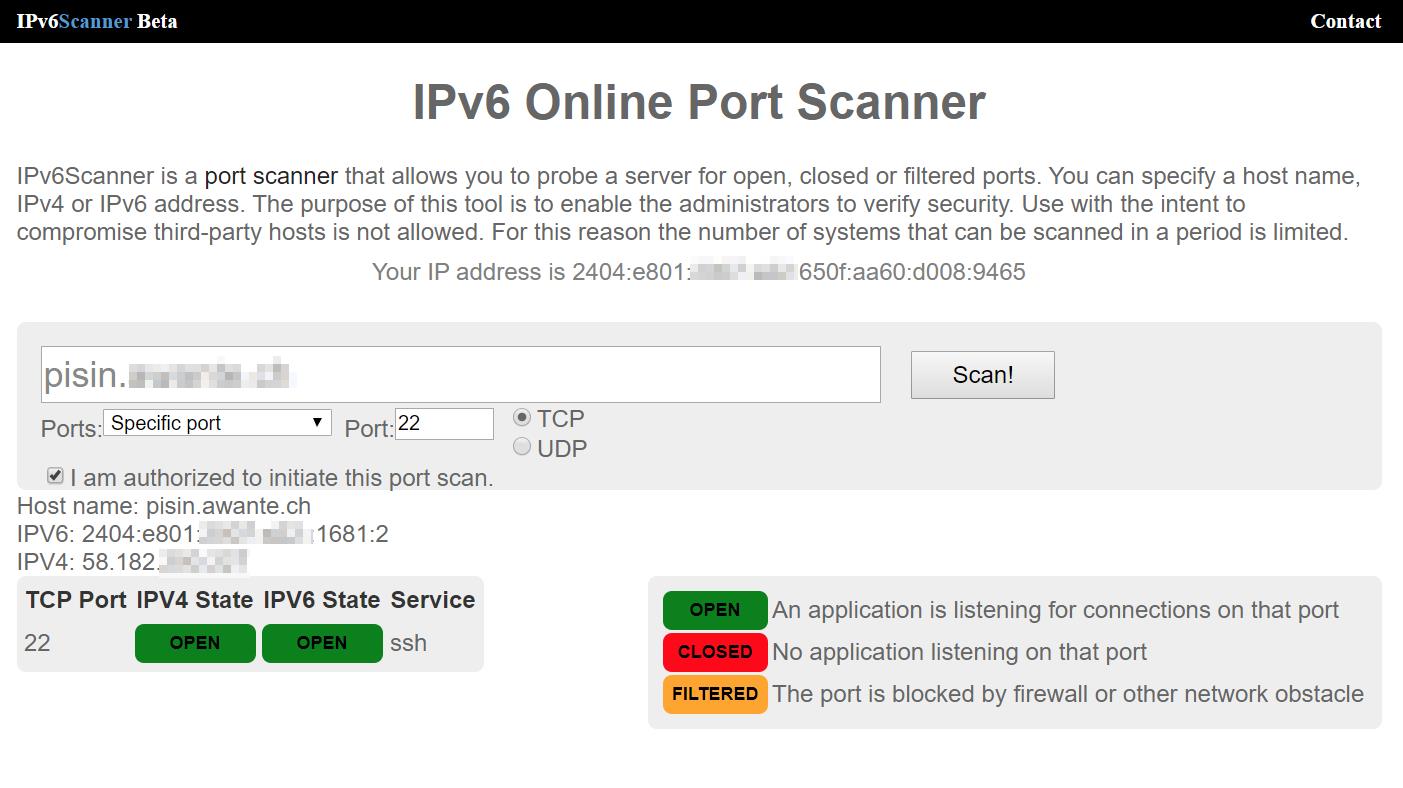 IPv6Scanner Beta
Contact
IPv6 Online Port Scanner
IPv6Scanner is a port scanner that allows you to probe a server for open, closed or filtered ports. You can specify a host name,
IPv4 or IPv6 address. The purpose of this tool is to enable the administrators to verify security. Use with the intent to
compromise third-party hosts is not allowed. For this reason the number of systems that can be scanned in a period is limited.
Your IP address is 2404:e801: 650f:aa60:d008:9465
pisin.
Scan!
Ports: Specific port Port: 22 TCP
UDP
I am authorized to initiate this port scan.
Host name: pisin.awante.ch
IPV6: 2404:e801: :1681:2
IPV4: 58.182.
TCP Port IPV4 State IPV6 State Service
22 OPEN OPEN ssh
OPEN An application is listening for connections on that port
CLOSED No application listening on that port
FILTERED The port is blocked by firewall or other network obstacle